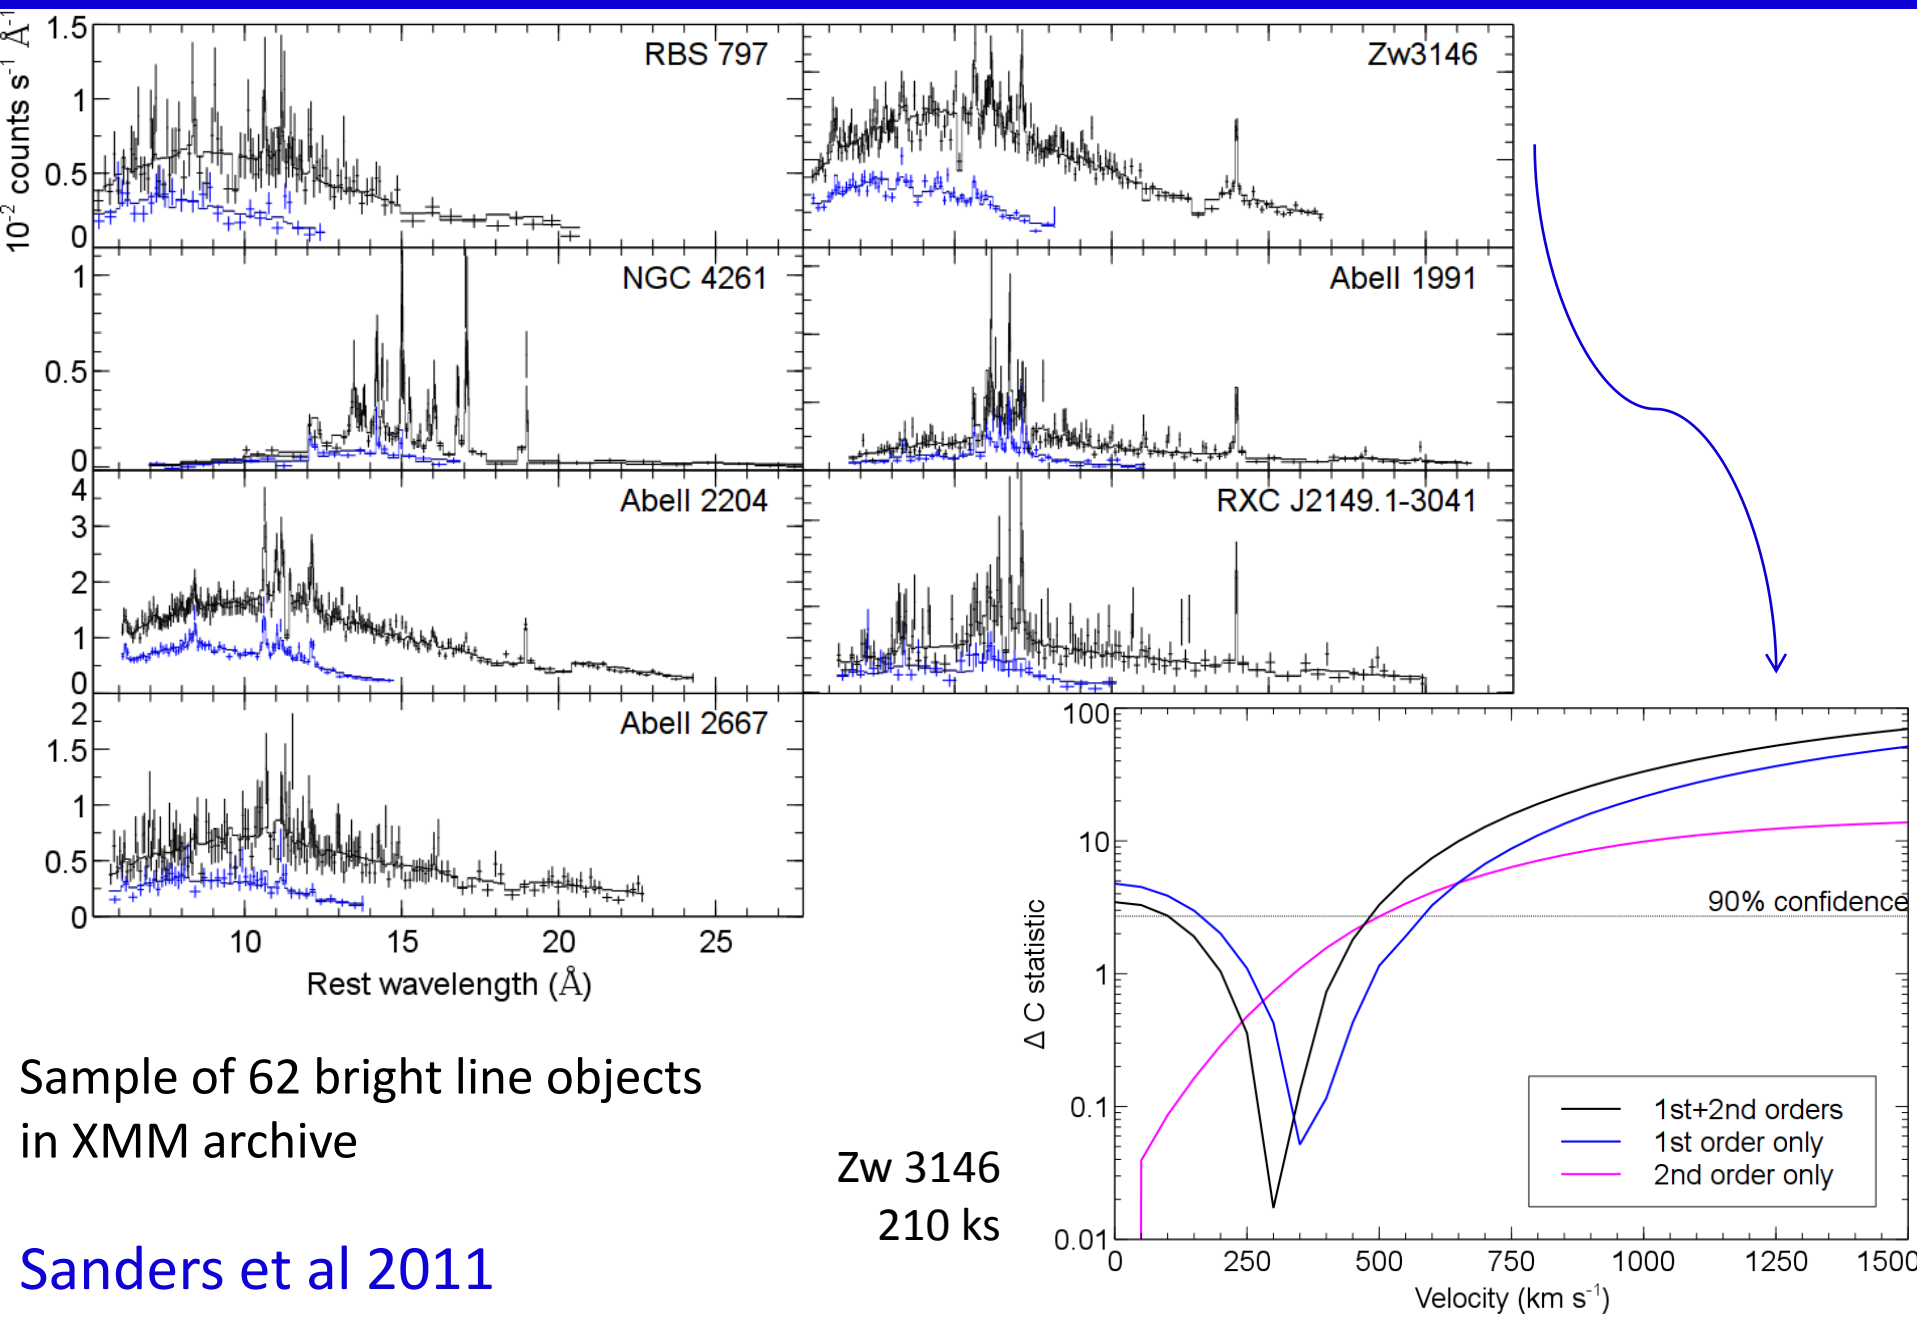 10⁻² counts s⁻¹ Å⁻¹
1.5
1
0.5
0
RBS 797
Zw3146
1
0.5
0
NGC 4261
Abell 1991
4
3
2
1
0
Abell 2204
RXC J2149.1-3041
2
1.5
1
0.5
0
Abell 2667
10 15 20 25
Rest wavelength (Å)
Sample of 62 bright line objects
in XMM archive
Sanders et al 2011
Zw 3146
210 ks
Δ C statistic
100
10
1
0.1
0.01
90% confidence
1st+2nd orders
1st order only
2nd order only
0 250 500 750 1000 1250 1500
Velocity (km s⁻¹)